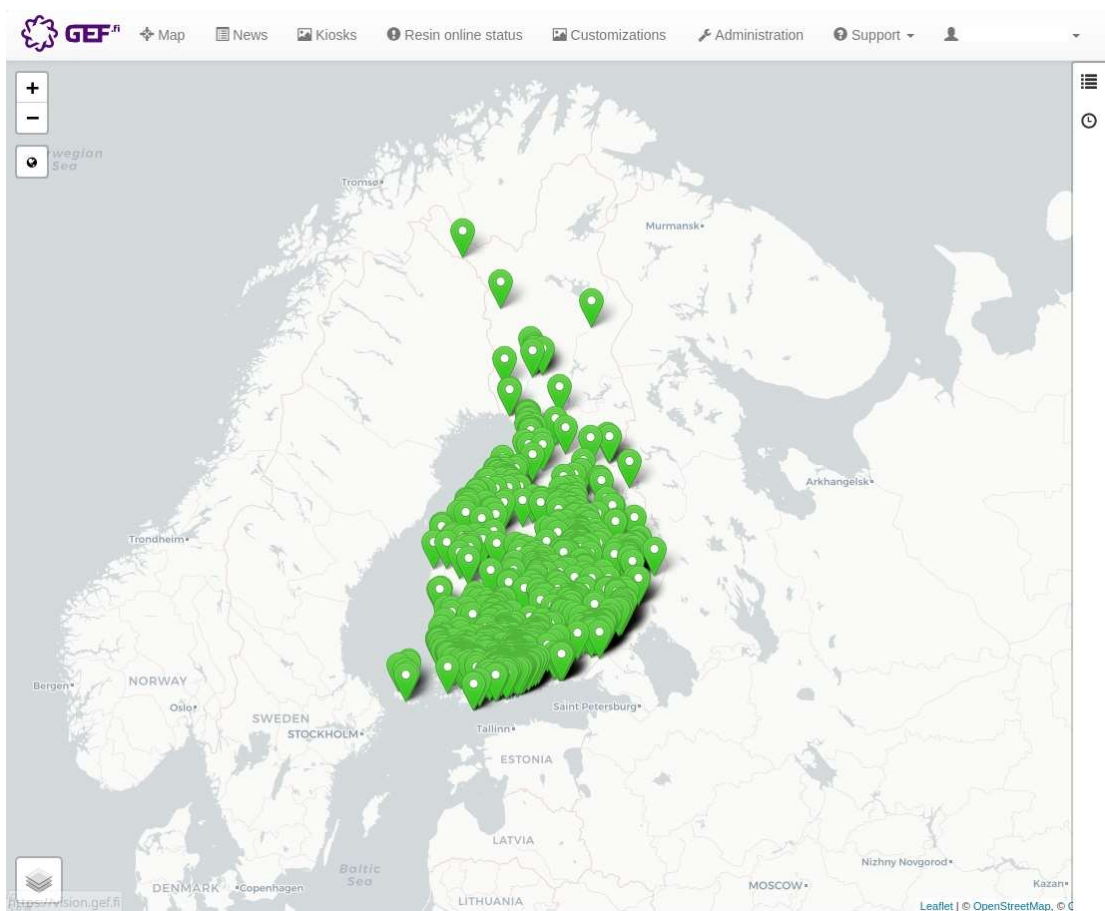 GEF.fi
Map
News
Kiosks
Resin online status
Customizations
Administration
Support
+
−
wegian
Sea
Tromsø
Murmansk
Arkhangelsk
Trondheim
Bergen
NORWAY
Oslo
SWEDEN
STOCKHOLM
Saint Petersburg
Tallinn
ESTONIA
LATVIA
Baltic
Sea
Nizhny Novgorod
DENMARK
Copenhagen
MOSCOW
Kazan
LITHUANIA
https://vision.gef.fi
Leaflet | © OpenStreetMap, ©